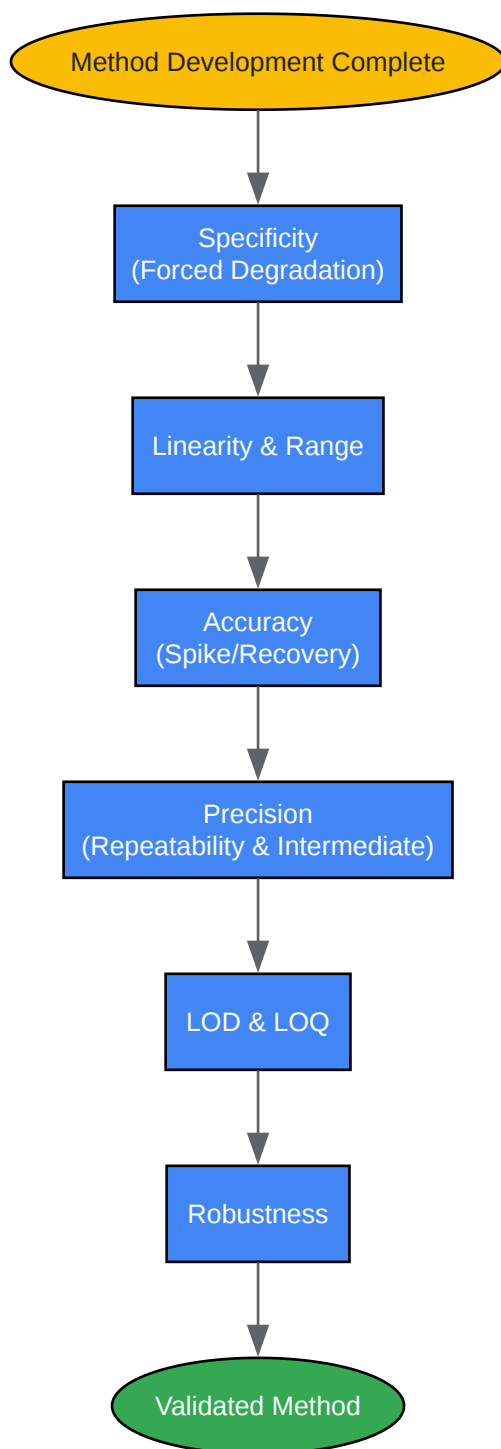 Method Development Complete
Specificity
(Forced Degradation)
Linearity & Range
Accuracy
(Spike/Recovery)
Precision
(Repeatability & Intermediate)
LOD & LOQ
Robustness
Validated Method